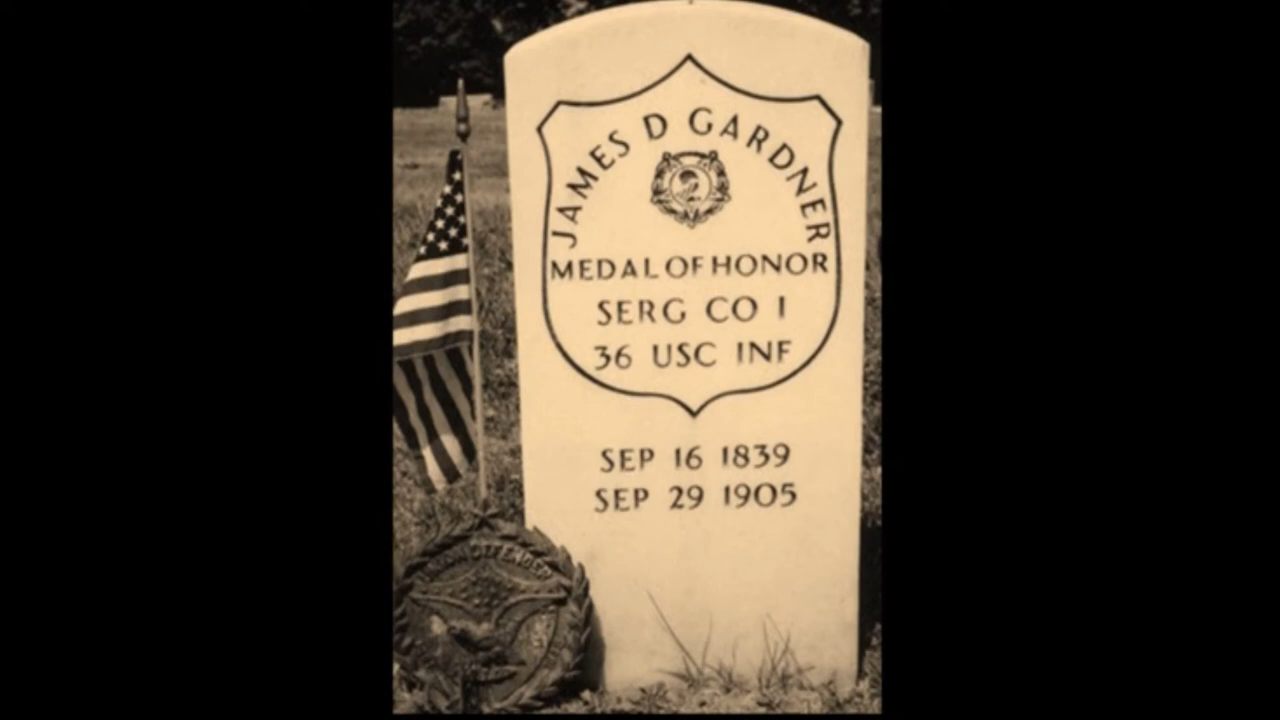 JAMES D GARDNER
MEDAL OF HONOR
SERG CO I
36 USC INF
SEP 16 1839
SEP 29 1905